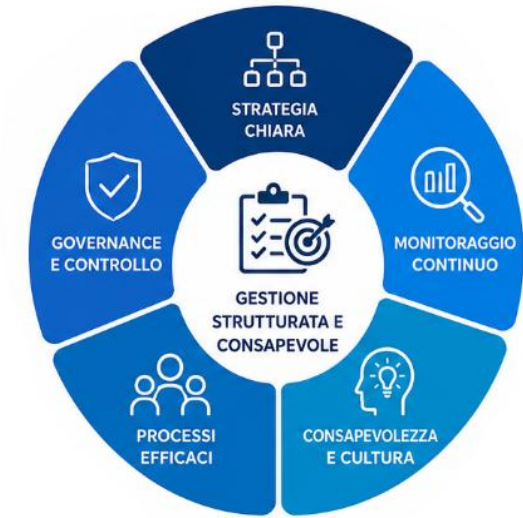 STRATEGIA
CHIARA
MONITORAGGIO
CONTINUO
CONSAPEVOLEZZA
E CULTURA
PROCESSI
EFFICACI
GOVERNANCE
E CONTROLLO
GESTIONE
STRUTTURATA E
CONSAPEVOLE